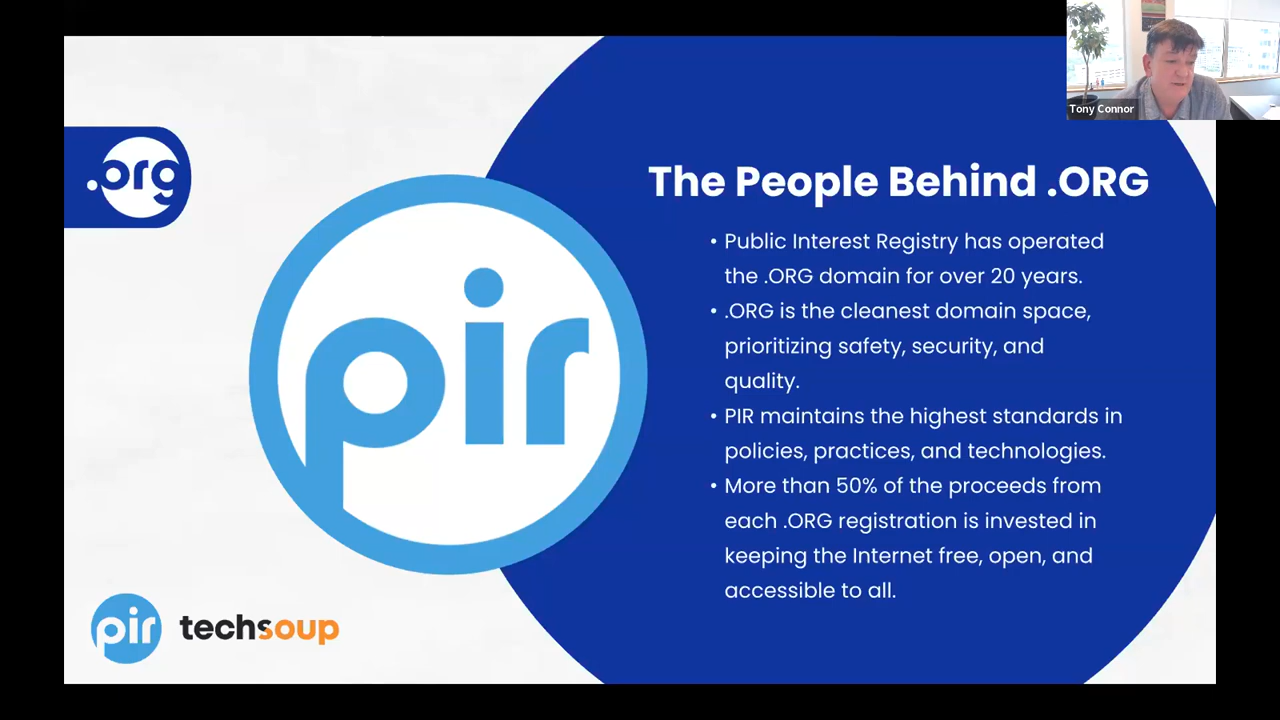 Tony Connor
.org
The People Behind .ORG
pir
• Public Interest Registry has operated
the .ORG domain for over 20 years.
• .ORG is the cleanest domain space,
prioritizing safety, security, and
quality.
• PIR maintains the highest standards in
policies, practices, and technologies.
• More than 50% of the proceeds from
each .ORG registration is invested in
keeping the Internet free, open, and
accessible to all.
pir techsoup